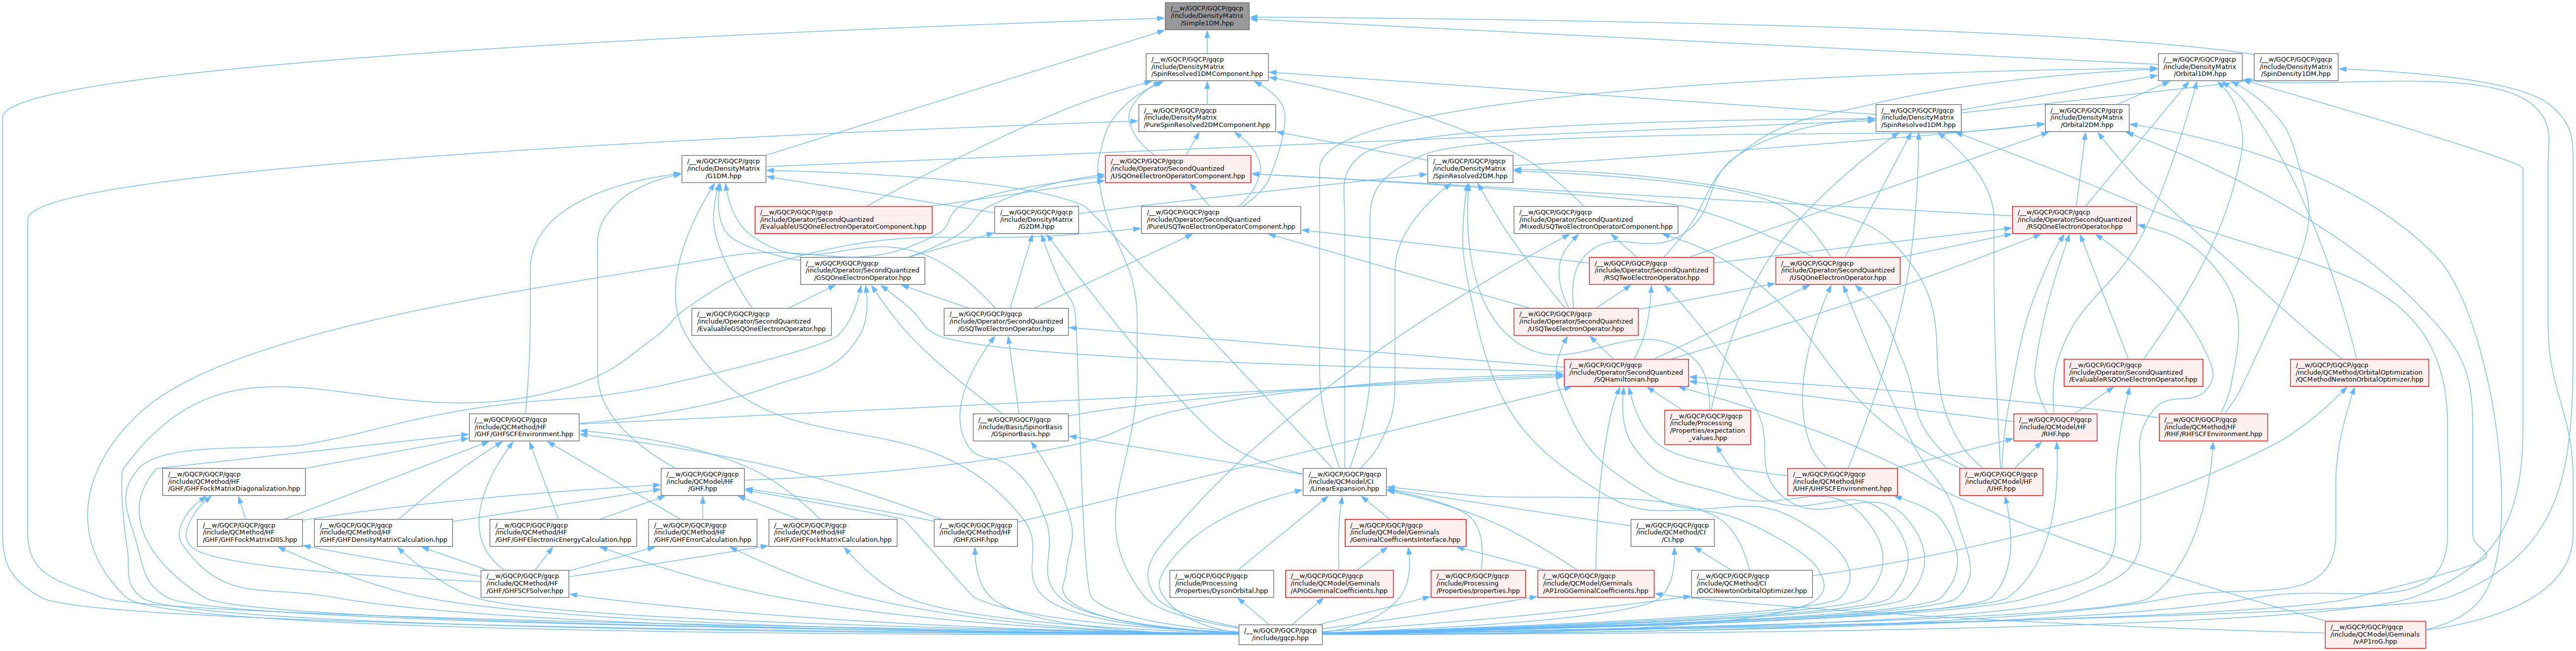 /__w/GQCP/GQCP/gqcp
/include/DensityMatrix
/Simple1DM.hpp
/__w/GQCP/GQCP/gqcp
/include/DensityMatrix
/SpinResolved1DMComponent.hpp
/__w/GQCP/GQCP/gqcp
/include/DensityMatrix
/Orbital1DM.hpp
/__w/GQCP/GQCP/gqcp
/include/DensityMatrix
/SpinDensity1DM.hpp
/__w/GQCP/GQCP/gqcp
/include/DensityMatrix
/PureSpinResolved2DMComponent.hpp
/__w/GQCP/GQCP/gqcp
/include/DensityMatrix
/SpinResolved1DM.hpp
/__w/GQCP/GQCP/gqcp
/include/DensityMatrix
/Orbital2DM.hpp
/__w/GQCP/GQCP/gqcp
/include/DensityMatrix
/G1DM.hpp
/__w/GQCP/GQCP/gqcp
/include/Operator/SecondQuantized
/USQOneElectronOperatorComponent.hpp
/__w/GQCP/GQCP/gqcp
/include/DensityMatrix
/SpinResolved2DM.hpp
/__w/GQCP/GQCP/gqcp
/include/Operator/SecondQuantized
/EvaluableUSQOneElectronOperatorComponent.hpp
/__w/GQCP/GQCP/gqcp
/include/DensityMatrix
/G2DM.hpp
/__w/GQCP/GQCP/gqcp
/include/Operator/SecondQuantized
/PureUSQTwoElectronOperatorComponent.hpp
/__w/GQCP/GQCP/gqcp
/include/Operator/SecondQuantized
/MixedUSQTwoElectronOperatorComponent.hpp
/__w/GQCP/GQCP/gqcp
/include/Operator/SecondQuantized
/RSQOneElectronOperator.hpp
/__w/GQCP/GQCP/gqcp
/include/Operator/SecondQuantized
/GSQOneElectronOperator.hpp
/__w/GQCP/GQCP/gqcp
/include/Operator/SecondQuantized
/RSQTwoElectronOperator.hpp
/__w/GQCP/GQCP/gqcp
/include/Operator/SecondQuantized
/USQOneElectronOperator.hpp
/__w/GQCP/GQCP/gqcp
/include/Operator/SecondQuantized
/EvaluableGSQOneElectronOperator.hpp
/__w/GQCP/GQCP/gqcp
/include/Operator/SecondQuantized
/GSQTwoElectronOperator.hpp
/__w/GQCP/GQCP/gqcp
/include/Operator/SecondQuantized
/USQTwoElectronOperator.hpp
/__w/GQCP/GQCP/gqcp
/include/Operator/SecondQuantized
/SQHamiltonian.hpp
/__w/GQCP/GQCP/gqcp
/include/Operator/SecondQuantized
/EvaluableRSQOneElectronOperator.hpp
/__w/GQCP/GQCP/gqcp
/include/QCMethod/OrbitalOptimization
/QCMethodNewtonOrbitalOptimizer.hpp
/__w/GQCP/GQCP/gqcp
/include/QCMethod/HF
/GHF/GHFSCFEnvironment.hpp
/__w/GQCP/GQCP/gqcp
/include/Basis/SpinorBasis
/GSpinorBasis.hpp
/__w/GQCP/GQCP/gqcp
/include/Processing
/Properties/expectation
_values.hpp
/__w/GQCP/GQCP/gqcp
/include/QCModel/HF
/RHF.hpp
/__w/GQCP/GQCP/gqcp
/include/QCMethod/HF
/RHF/RHFSCFEnvironment.hpp
/__w/GQCP/GQCP/gqcp
/include/QCMethod/HF
/GHF/GHFFockMatrixDiagonalization.hpp
/__w/GQCP/GQCP/gqcp
/include/QCModel/HF
/GHF.hpp
/__w/GQCP/GQCP/gqcp
/include/QCModel/CI
/LinearExpansion.hpp
/__w/GQCP/GQCP/gqcp
/include/QCMethod/HF
/UHF/UHFSCFEnvironment.hpp
/__w/GQCP/GQCP/gqcp
/include/QCModel/HF
/UHF.hpp
/__w/GQCP/GQCP/gqcp
/include/QCMethod/HF
/GHF/GHFFockMatrixDIIS.hpp
/__w/GQCP/GQCP/gqcp
/include/QCMethod/HF
/GHF/GHFDensityMatrixCalculation.hpp
/__w/GQCP/GQCP/gqcp
/include/QCMethod/HF
/GHF/GHFElectronicEnergyCalculation.hpp
/__w/GQCP/GQCP/gqcp
/include/QCMethod/HF
/GHF/GHFErrorCalculation.hpp
/__w/GQCP/GQCP/gqcp
/include/QCMethod/HF
/GHF/GHFFockMatrixCalculation.hpp
/__w/GQCP/GQCP/gqcp
/include/QCMethod/HF
/GHF/GHF.hpp
/__w/GQCP/GQCP/gqcp
/include/QCModel/Geminals
/GeminalCoefficientsInterface.hpp
/__w/GQCP/GQCP/gqcp
/include/QCMethod/CI
/CI.hpp
/__w/GQCP/GQCP/gqcp
/include/QCMethod/HF
/GHF/GHFSCFSolver.hpp
/__w/GQCP/GQCP/gqcp
/include/Processing
/Properties/DysonOrbital.hpp
/__w/GQCP/GQCP/gqcp
/include/QCModel/Geminals
/APIGGeminalCoefficients.hpp
/__w/GQCP/GQCP/gqcp
/include/Processing
/Properties/properties.hpp
/__w/GQCP/GQCP/gqcp
/include/QCModel/Geminals
/AP1roGGeminalCoefficients.hpp
/__w/GQCP/GQCP/gqcp
/include/QCMethod/CI
/DOCINewtonOrbitalOptimizer.hpp
/__w/GQCP/GQCP/gqcp
/include/gqcp.hpp
/__w/GQCP/GQCP/gqcp
/include/QCModel/Geminals
/vAP1roG.hpp